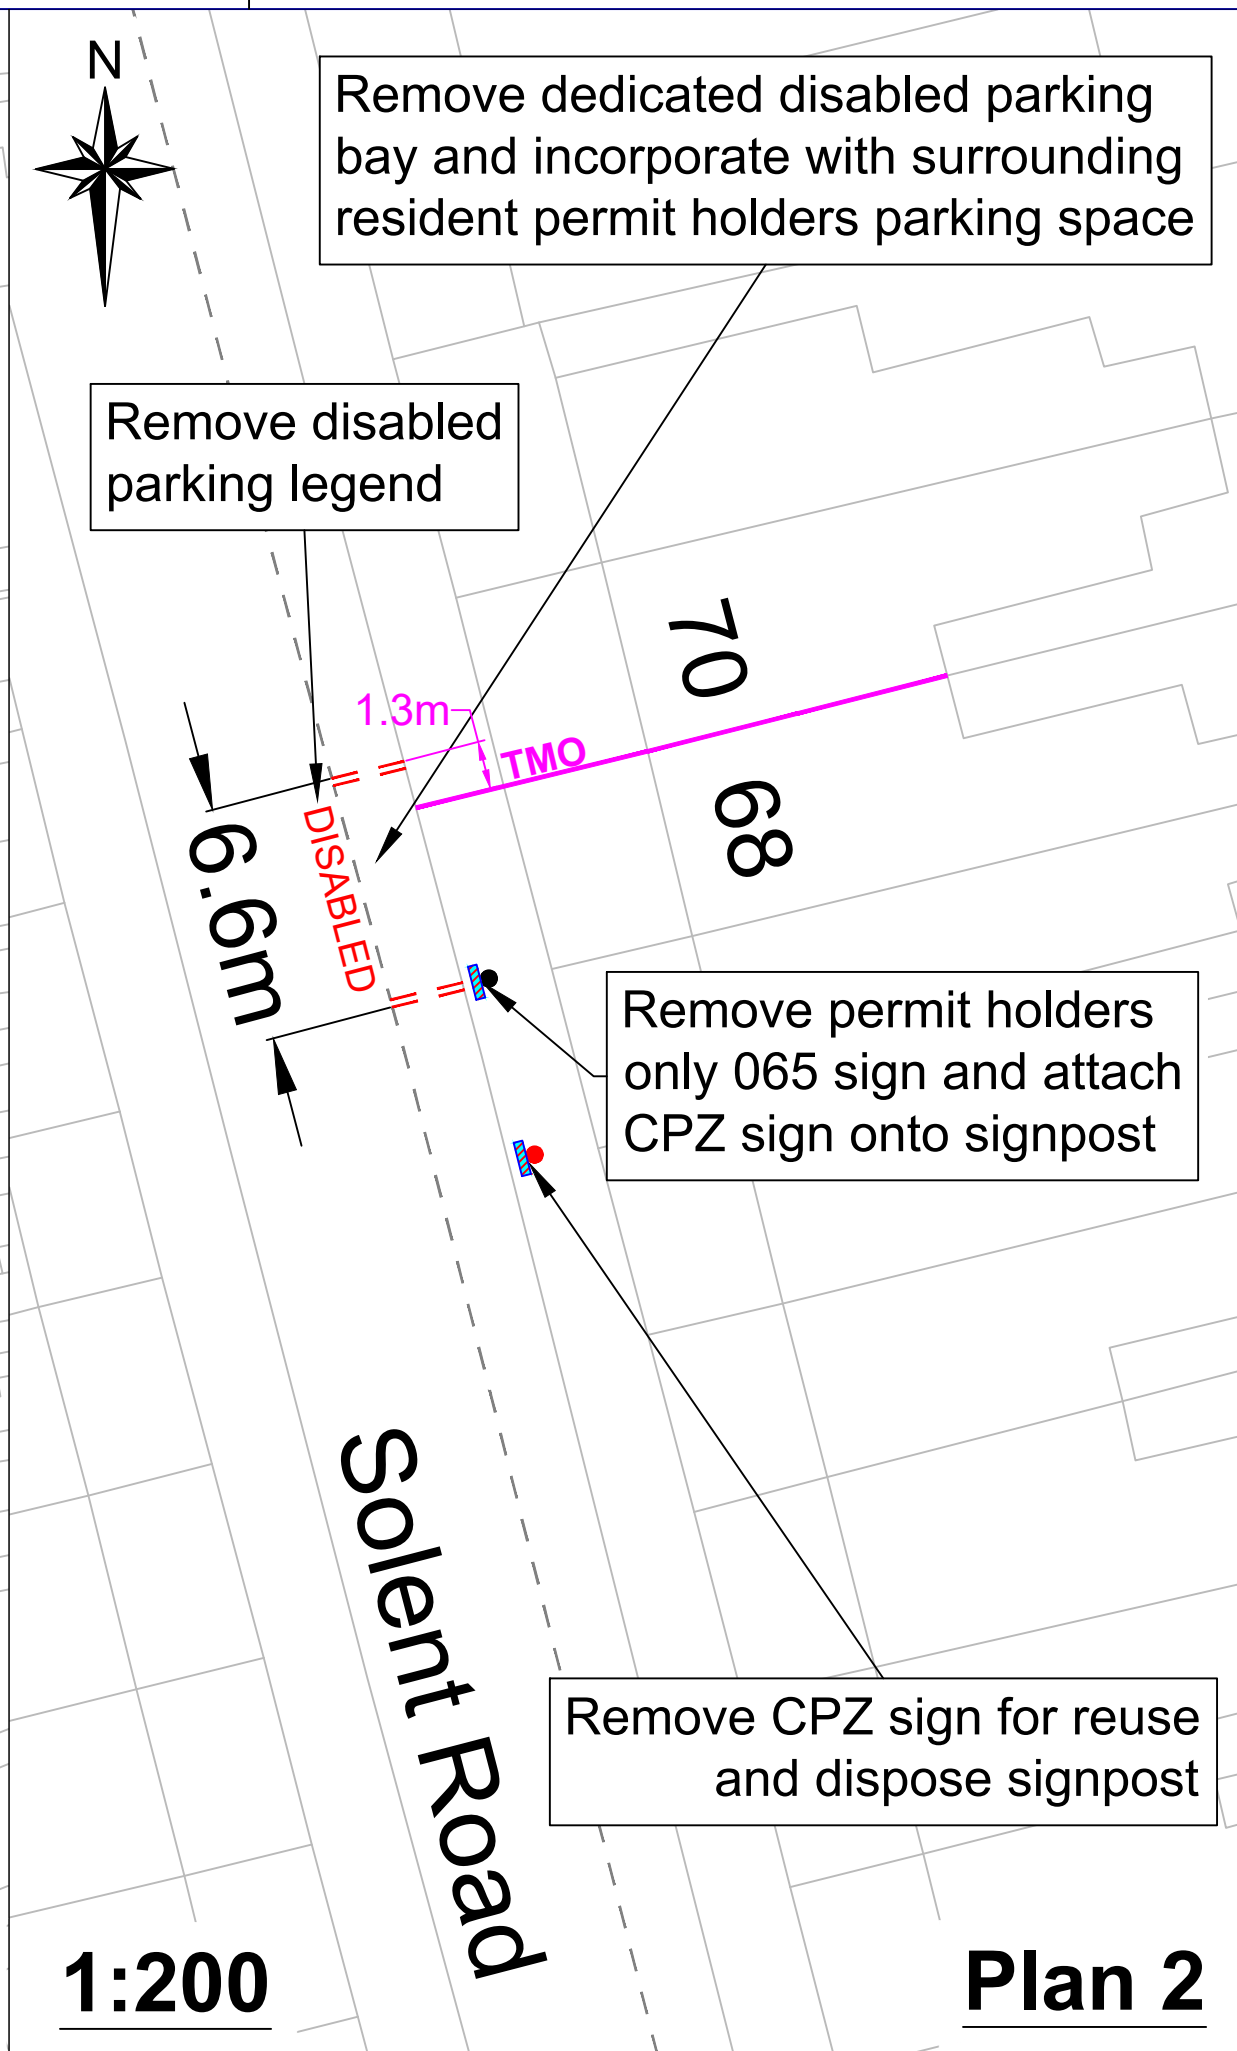 N
Remove dedicated disabled parking
bay and incorporate with surrounding
resident permit holders parking space
Remove disabled
parking legend
70
1.3m
TMO
68
6.6m
DISABLED
Remove permit holders
only 065 sign and attach
CPZ sign onto signpost
Solent Road
Remove CPZ sign for reuse
and dispose signpost
1:200
Plan 2